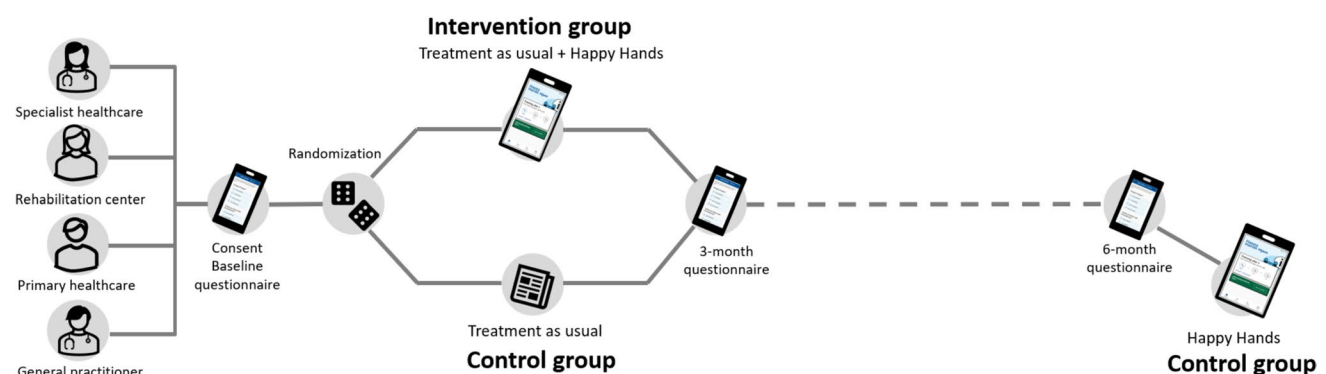 Specialist healthcare
Rehabilitation center
Primary healthcare
General practitioner
Consent
Baseline
questionnaire
Randomization
Intervention group
Treatment as usual + Happy Hands
Treatment as usual
Control group
3-month
questionnaire
6-month
questionnaire
Happy Hands
Control group